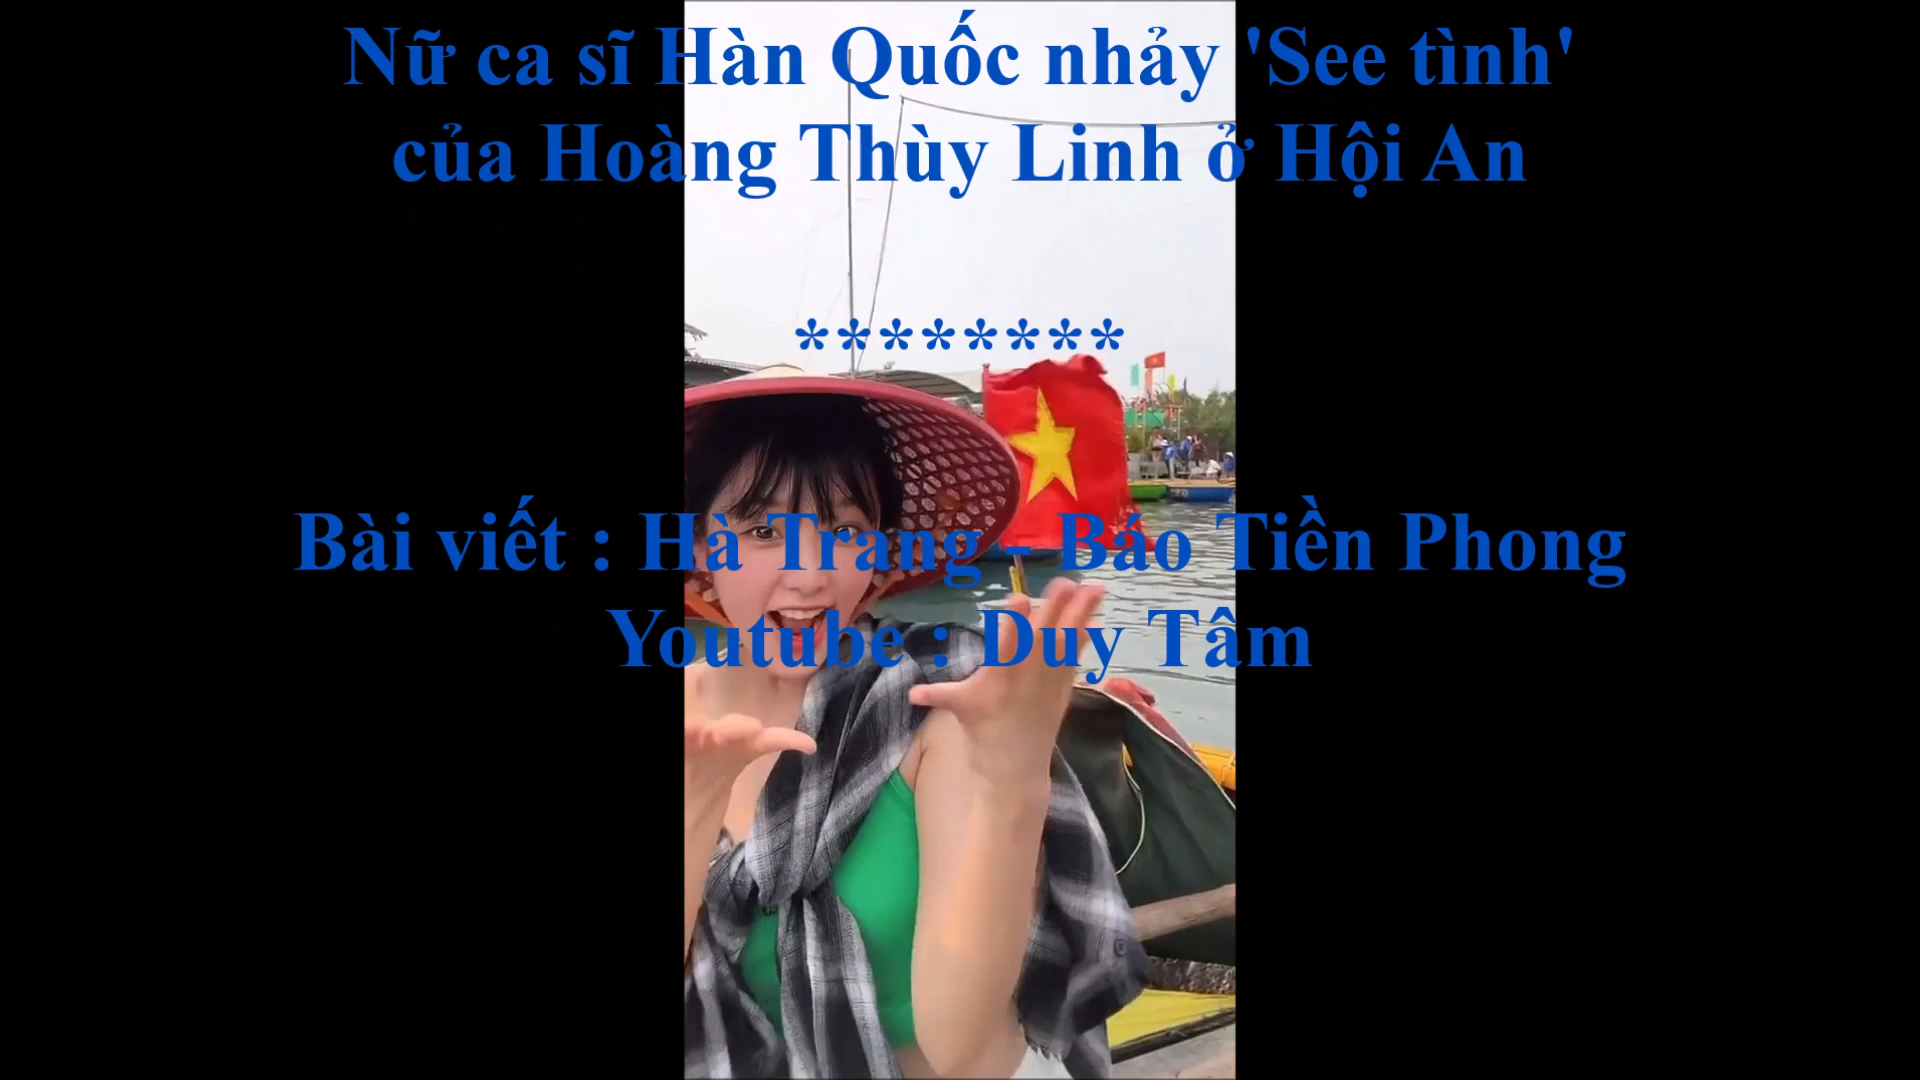 Nữ ca sĩ Hàn Quốc nhảy 'See tình'
của Hoàng Thùy Linh ở Hội An
********
Bài viết : Hà Trang - Báo Tiền Phong
Youtube : Duy Tâm